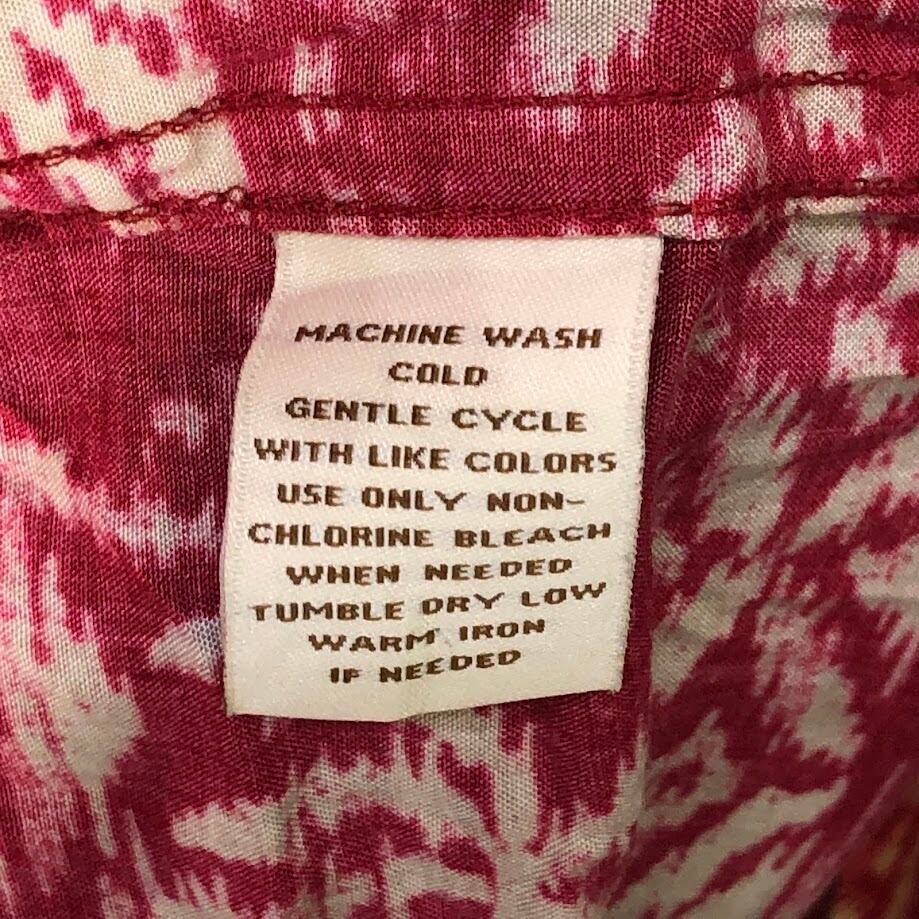 MACHINE WASH
COLD
GENTLE CYCLE
WITH LIKE COLORS
USE ONLY NON-
CHLORINE BLEACH
WHEN NEEDED
TUMBLE DRY LOW
WARM IRON
IF NEEDED